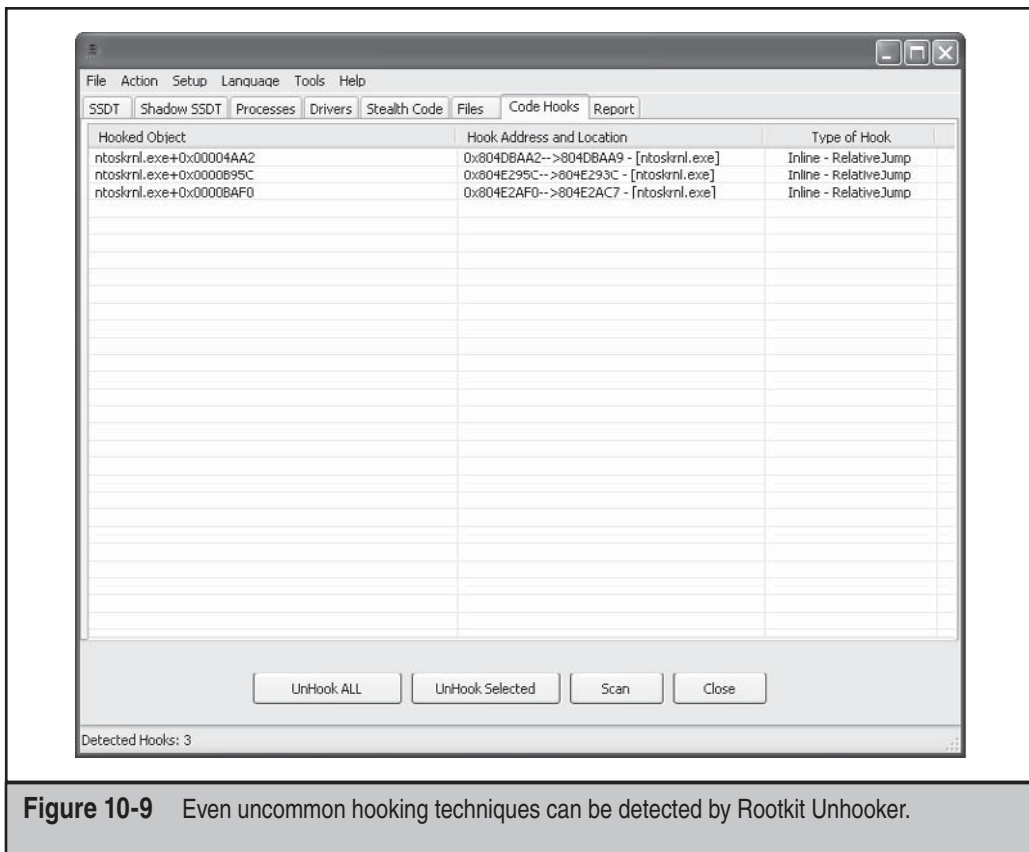 File Action Setup Language Tools Help
SSDT Shadow SSDT Processes Drivers Stealth Code Files Code Hooks Report
Hooked Object Hook Address and Location Type of Hook
ntoskrnl.exe+0x00004AA2 0x804DBAA2-->804DBAA9 - [ntoskrnl.exe] Inline - RelativeJump
ntoskrnl.exe+0x0000B95C 0x804E295C-->804E293C - [ntoskrnl.exe] Inline - RelativeJump
ntoskrnl.exe+0x0000BAF0 0x804E2AF0-->804E2AC7 - [ntoskrnl.exe] Inline - RelativeJump
UnHook ALL UnHook Selected Scan Close
Detected Hooks: 3
Figure 10-9 Even uncommon hooking techniques can be detected by Rootkit Unhooker.